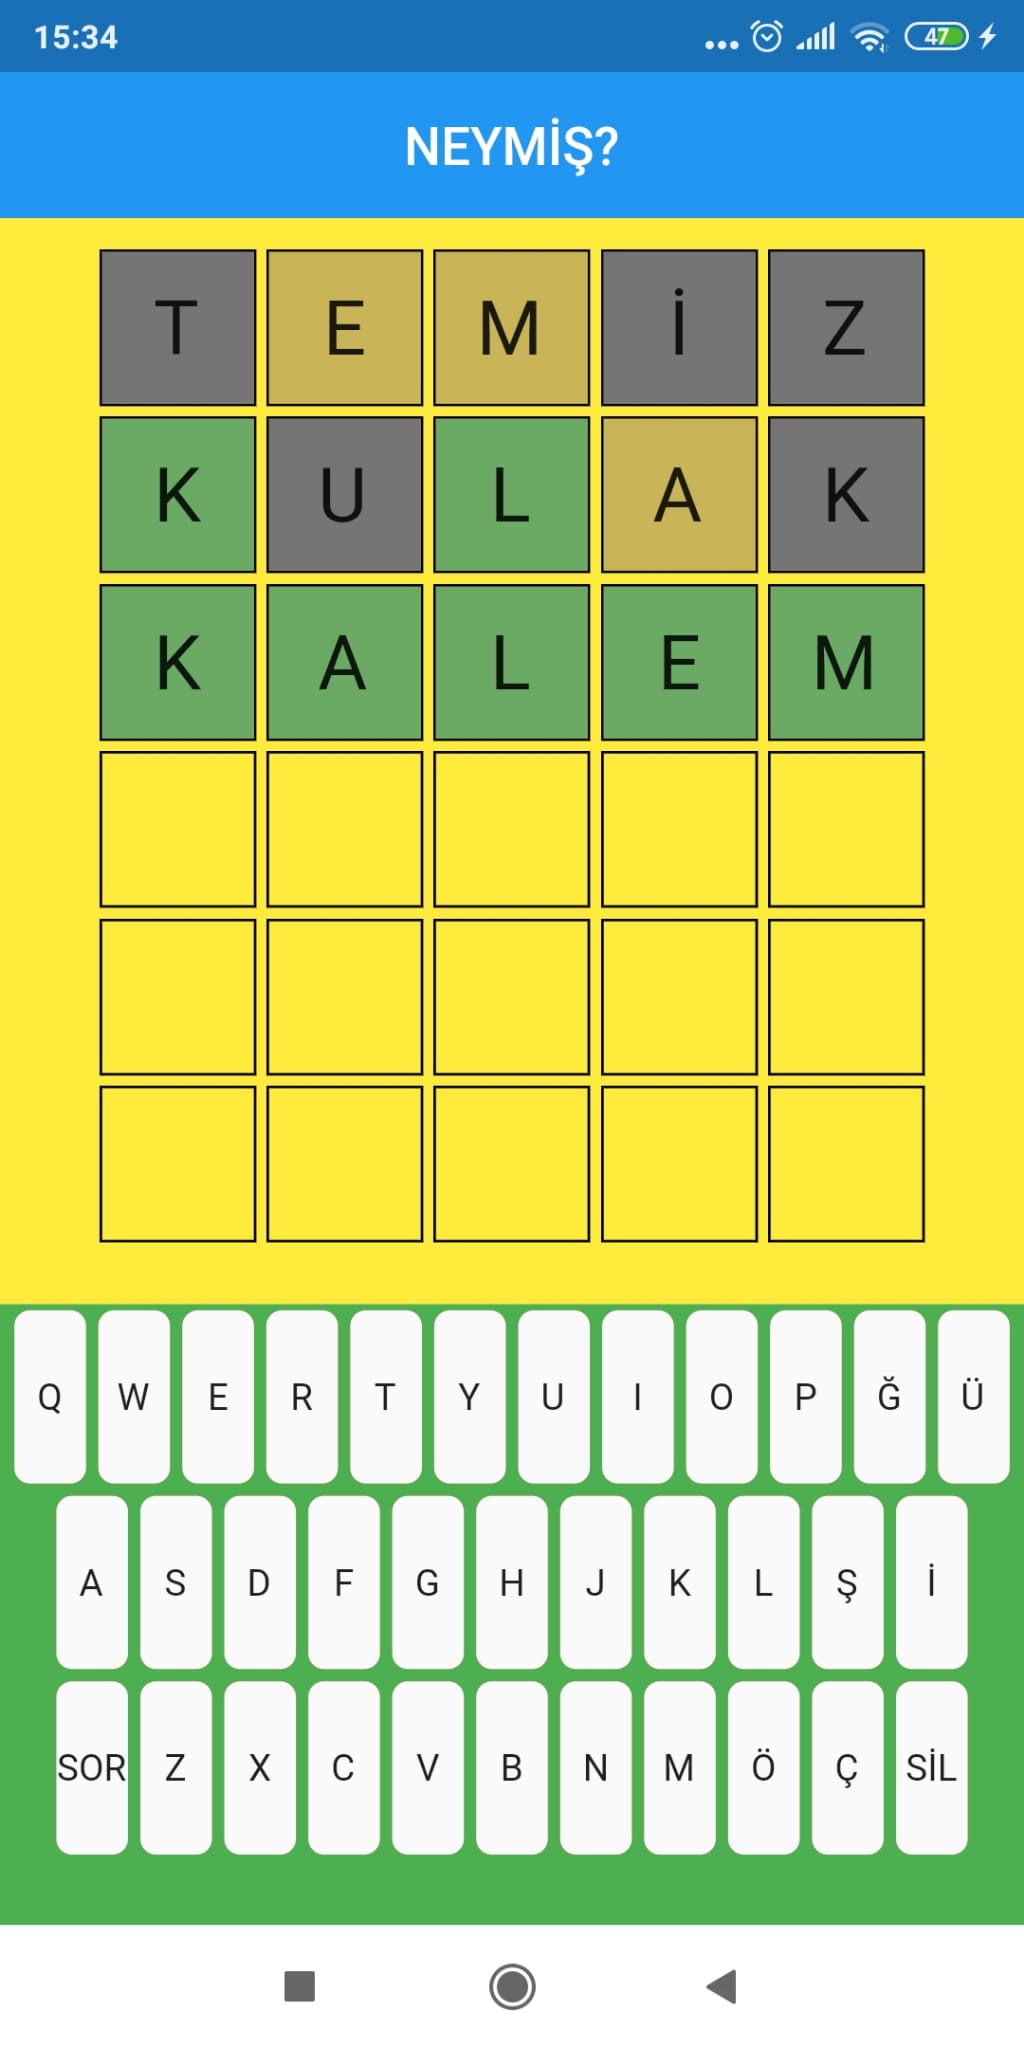 15:34
47
NEYMİŞ?
T E M İ Z
K U L A K
K A L E M
Q W E R T Y U I O P Ğ Ü
A S D F G H J K L Ş İ
SOR Z X C V B N M Ö Ç SİL